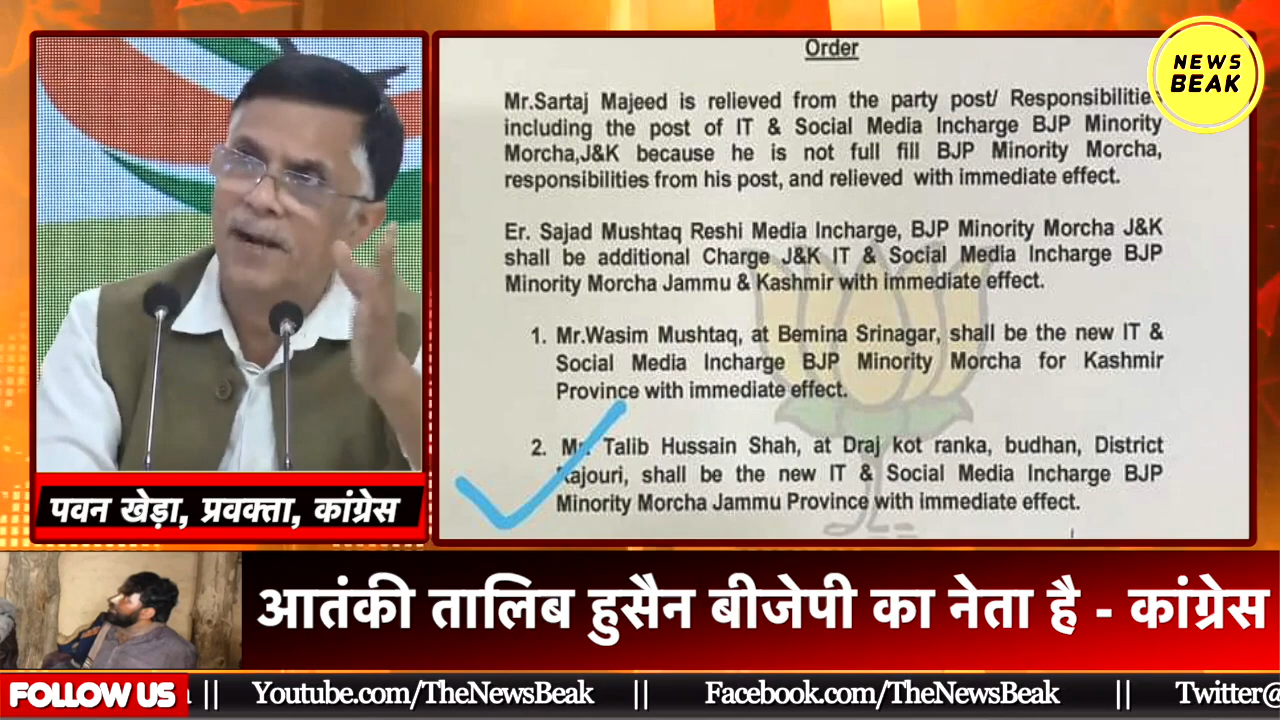 Order
NEWS
BEAK
Mr.Sartaj Majeed is relieved from the party post/ Responsibilitie
including the post of IT & Social Media Incharge BJP Minority
Morcha,J&K because he is not full fill BJP Minority Morcha,
responsibilities from his post, and relieved with immediate effect.
Er. Sajad Mushtaq Reshi Media Incharge, BJP Minority Morcha J&K
shall be additional Charge J&K IT & Social Media Incharge BJP
Minority Morcha Jammu & Kashmir with immediate effect.
1. Mr.Wasim Mushtaq, at Bemina Srinagar, shall be the new IT &
Social Media Incharge BJP Minority Morcha for Kashmir
Province with immediate effect.
2. Mr. Talib Hussain Shah, at Draj kot ranka, budhan, District
Rajouri, shall be the new IT & Social Media Incharge BJP
Minority Morcha Jammu Province with immediate effect.
पवन खेड़ा, प्रवक्ता, कांग्रेस
आतंकी तालिब हुसैन बीजेपी का नेता है - कांग्रेस
FOLLOW US || Youtube.com/TheNewsBeak || Facebook.com/TheNewsBeak || Twitter@